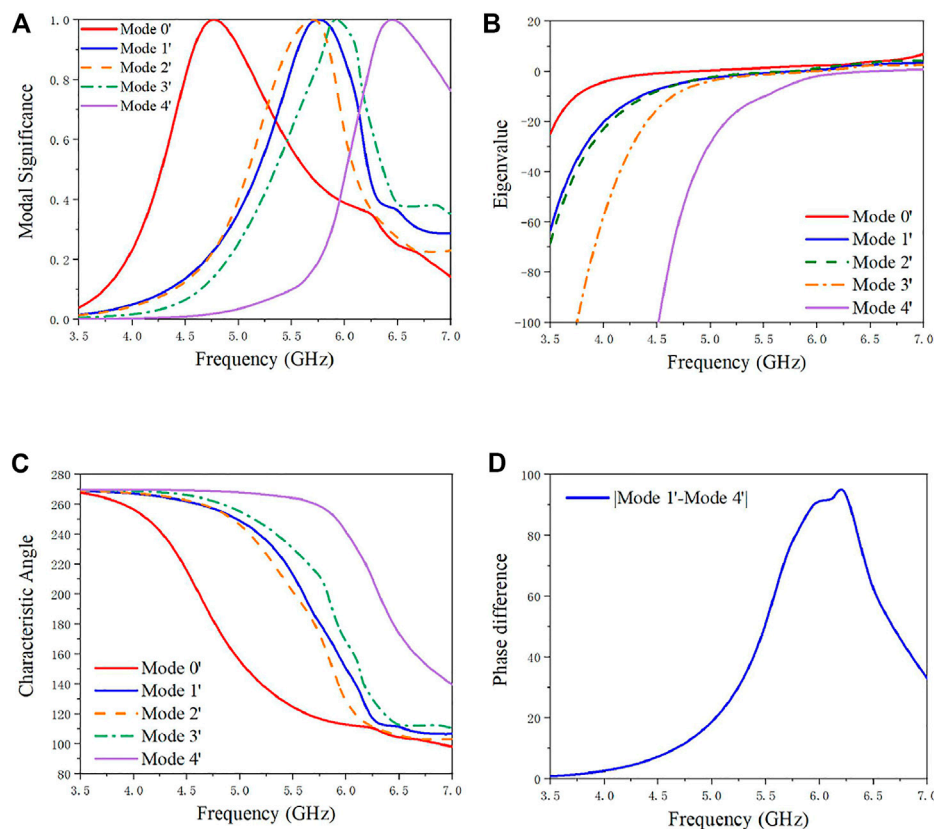 A
Mode 0'
Mode 1'
Mode 2'
Mode 3'
Mode 4'
Modal Significance
1.0
0.8
0.6
0.4
0.2
0.0
3.5 4.0 4.5 5.0 5.5 6.0 6.5 7.0
Frequency (GHz)
B
Eigenvalue
20
0
-20
-40
-60
-80
-100
Mode 0'
Mode 1'
Mode 2'
Mode 3'
Mode 4'
3.5 4.0 4.5 5.0 5.5 6.0 6.5 7.0
Frequency (GHz)
C
Characteristic Angle
280
260
240
220
200
180
160
140
120
100
80
Mode 0'
Mode 1'
Mode 2'
Mode 3'
Mode 4'
3.5 4.0 4.5 5.0 5.5 6.0 6.5 7.0
Frequency (GHz)
D
|Mode 1'-Mode 4'|
Phase difference
100
80
60
40
20
0
3.5 4.0 4.5 5.0 5.5 6.0 6.5 7.0
Frequency (GHz)